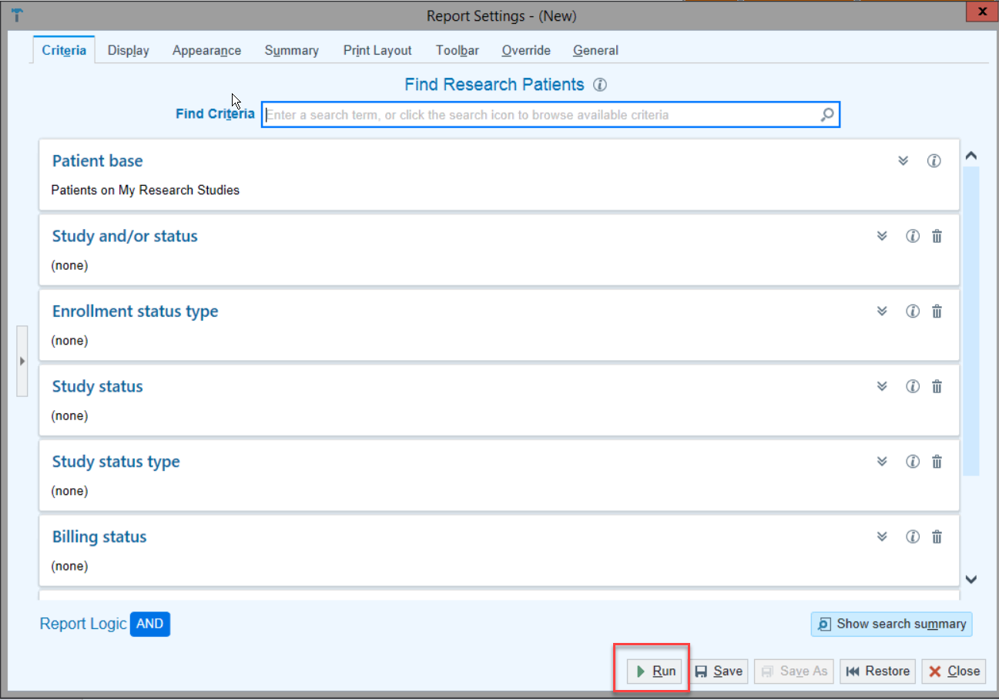 Report Settings - (New)
x
Criteria Display Appearance Summary Print Layout Toolbar Override General
Find Research Patients
Find Criteria Enter a search term, or click the search icon to browse available criteria
Patient base
Patients on My Research Studies
Study and/or status
(none)
Enrollment status type
(none)
Study status
(none)
Study status type
(none)
Billing status
(none)
Report Logic AND Show search summary
Run Save Save As Restore Close